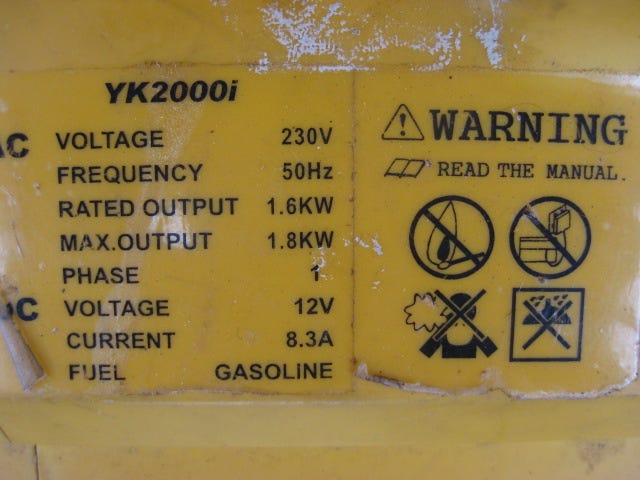 YK2000i
AC VOLTAGE 230V
FREQUENCY 50Hz
RATED OUTPUT 1.6KW
MAX.OUTPUT 1.8KW
PHASE 1
DC VOLTAGE 12V
CURRENT 8.3A
FUEL GASOLINE
WARNING
READ THE MANUAL.